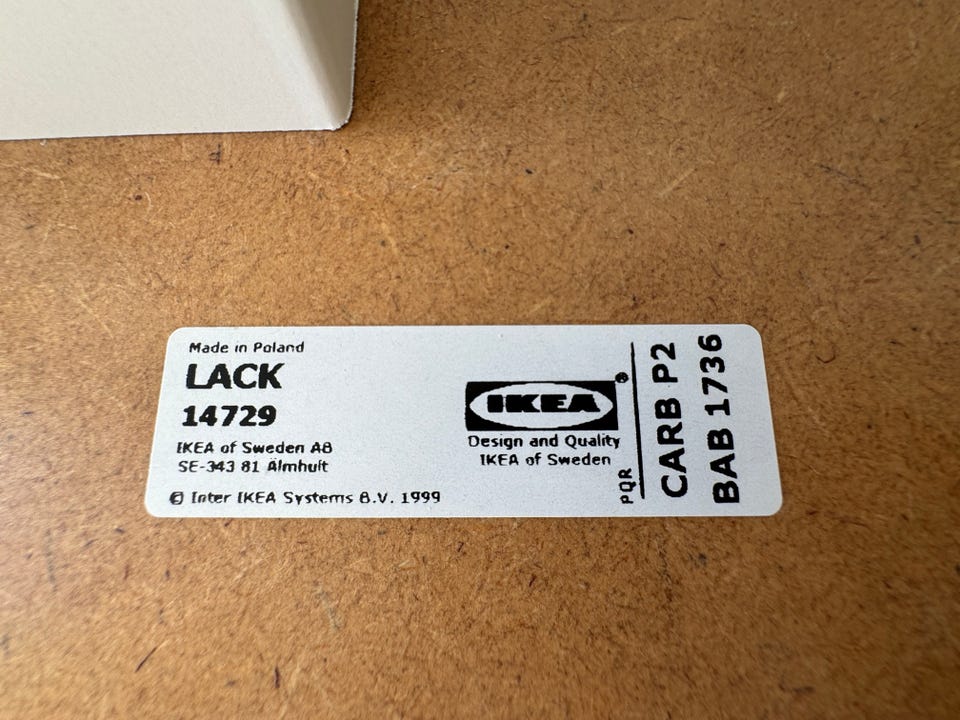 Made in Poland
LACK
14729
IKEA of Sweden AB
SE-343 81 Älmhult
© Inter IKEA Systems B.V. 1999
IKEA®
Design and Quality
IKEA of Sweden
PQR
CARB P2
BAB 1736